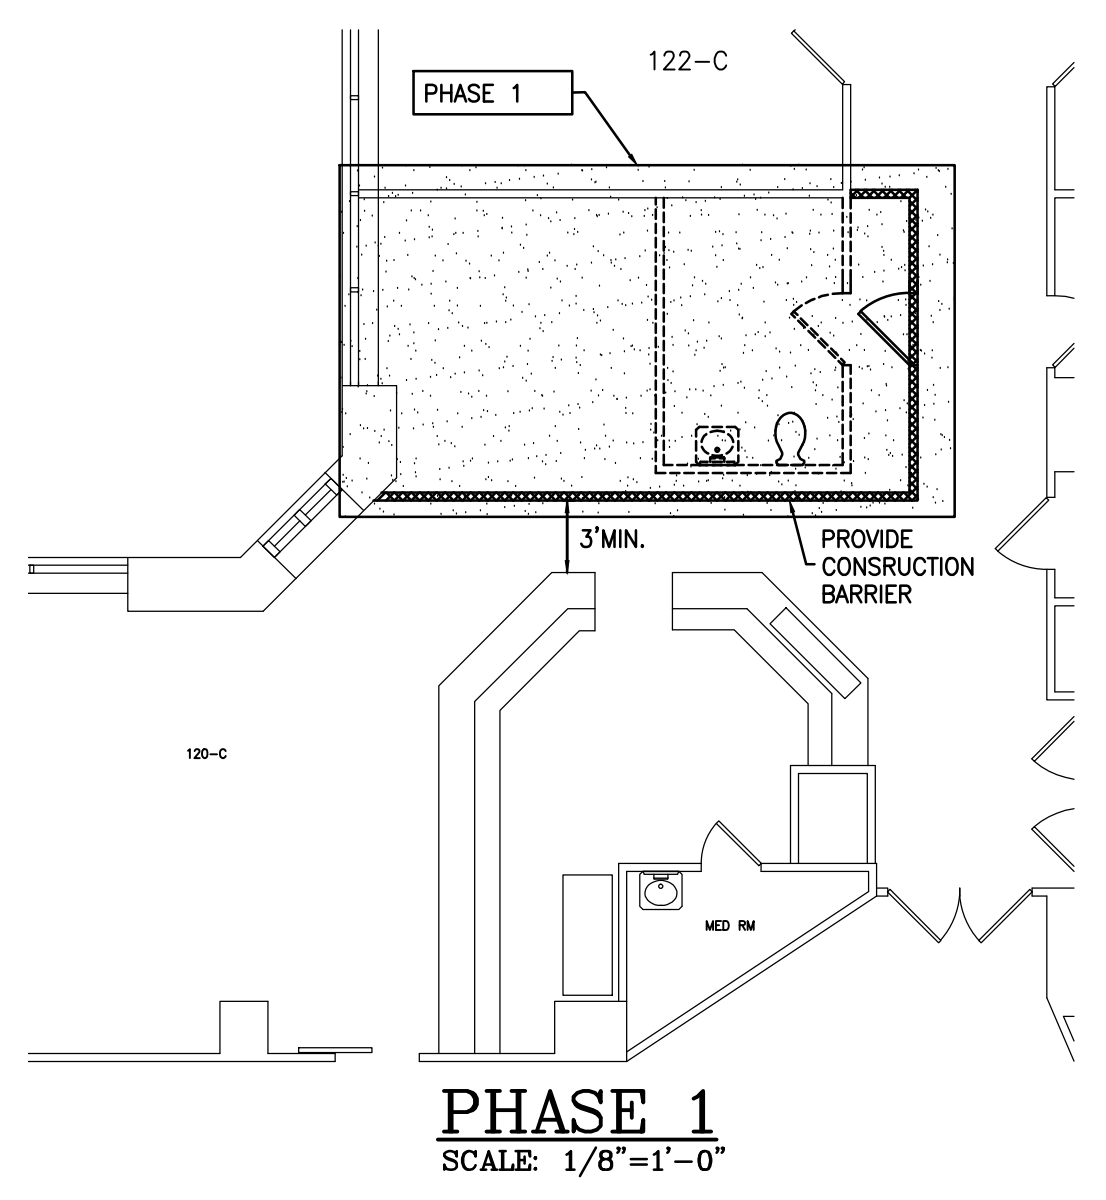 122-C
PHASE 1
3'MIN.
PROVIDE
CONSRUCTION
BARRIER
120-C
MED RM
PHASE 1
SCALE: 1/8"=1'-0"